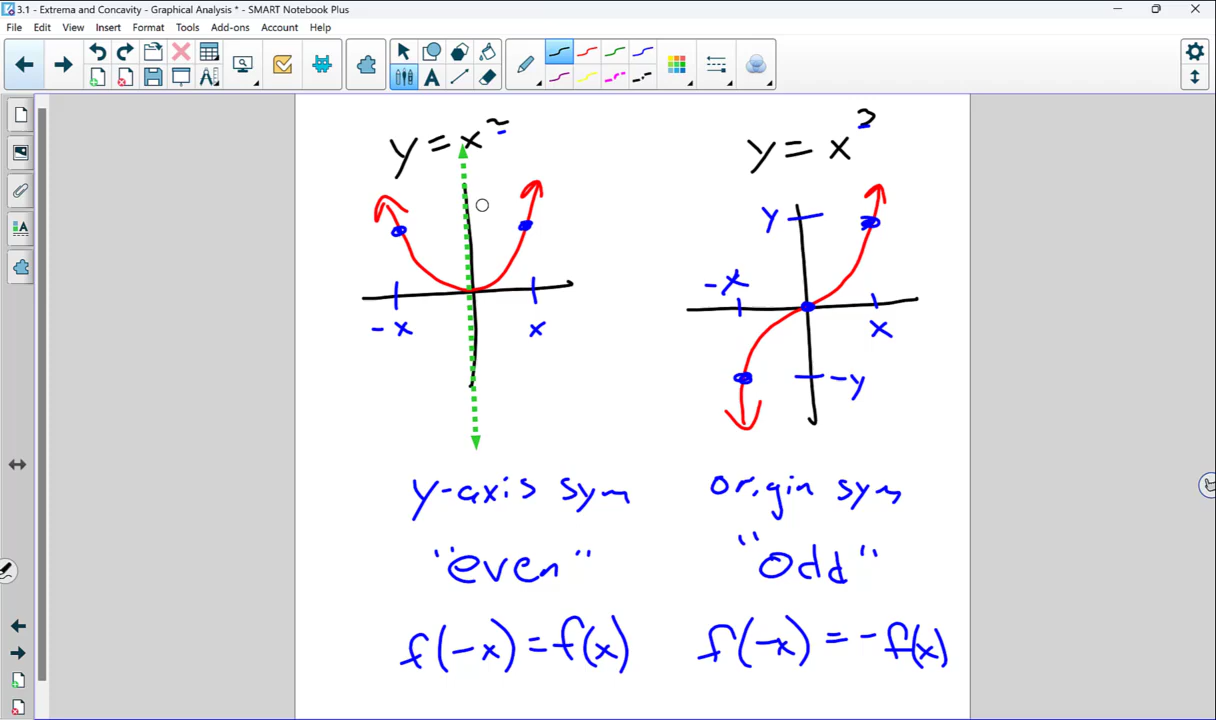 3.1 - Extrema and Concavity - Graphical Analysis * - SMART Notebook Plus
File Edit View Insert Format Tools Add-ons Account Help
y = x² y = x³
y
-x
-x x x
-y
y-axis sym origin sym
"even" "Odd"
f(-x) = f(x) f(-x) = -f(x)